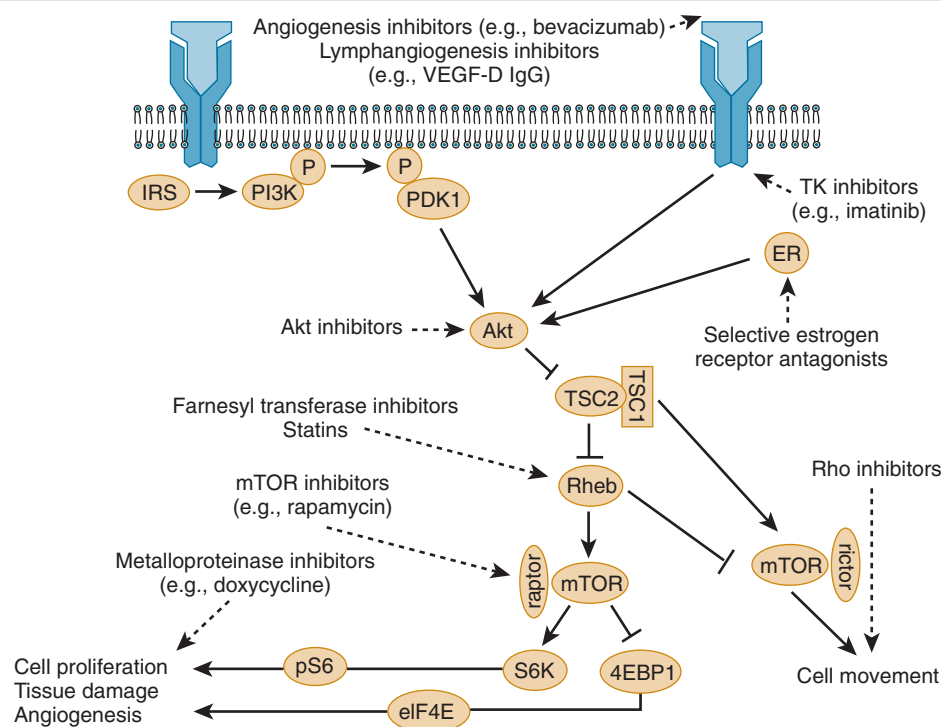 Angiogenesis inhibitors (e.g., bevacizumab)
Lymphangiogenesis inhibitors
(e.g., VEGF-D IgG)
P
P
IRS
PI3K
PDK1
TK inhibitors
(e.g., imatinib)
ER
Akt inhibitors
Akt
Selective estrogen
receptor antagonists
TSC2
TSC1
Farnesyl transferase inhibitors
Statins
Rheb
Rho inhibitors
mTOR inhibitors
(e.g., rapamycin)
mTOR
rictor
Metalloproteinase inhibitors
(e.g., doxycycline)
raptor
mTOR
Cell proliferation
Tissue damage
Angiogenesis
pS6
S6K
4EBP1
Cell movement
eIF4E